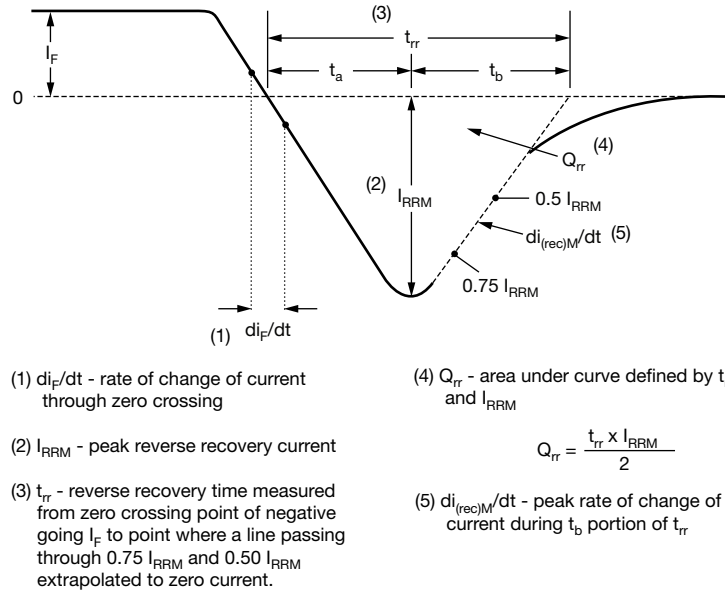 (3)
t_rr
t_a
t_b
I_F
0
(2) I_RRM
Q_rr (4)
0.5 I_RRM
di_(rec)M/dt (5)
0.75 I_RRM
(1) di_F/dt
(1) di_F/dt - rate of change of current
through zero crossing
(2) I_RRM - peak reverse recovery current
(3) t_rr - reverse recovery time measured
from zero crossing point of negative
going I_F to point where a line passing
through 0.75 I_RRM and 0.50 I_RRM
extrapolated to zero current.
(4) Q_rr - area under curve defined by t
and I_RRM
Q_rr = t_rr x I_RRM
2
(5) di_(rec)M/dt - peak rate of change of
current during t_b portion of t_rr